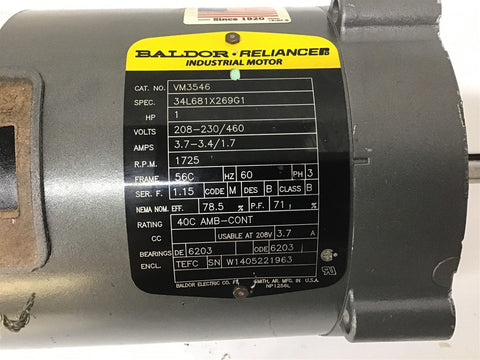 Since 1920
BALDOR · RELIANCER
INDUSTRIAL MOTOR
CAT. NO. VM3546
SPEC. 34L681X269G1
HP 1
VOLTS 208-230/460
AMPS 3.7-3.4/1.7
R.P.M. 1725
FRAME 56C HZ 60 PH 3
SER. F. 1.15 CODE M DES B CLASS B
NEMA NOM. EFF. 78.5 % P.F. 71 %
RATING 40C AMB-CONT
CC USABLE AT 208V 3.7 A
BEARINGS DE 6203 ODE 6203
ENCL. TEFC SN W1405221963
BALDOR ELECTRIC CO. SMITH, AR. MFG. IN U.S.A.
NP1256L